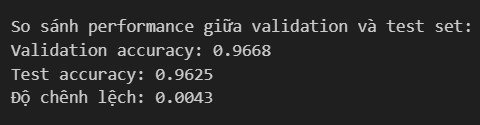 So sánh performance giữa validation và test set:
Validation accuracy: 0.9668
Test accuracy: 0.9625
Độ chênh lệch: 0.0043